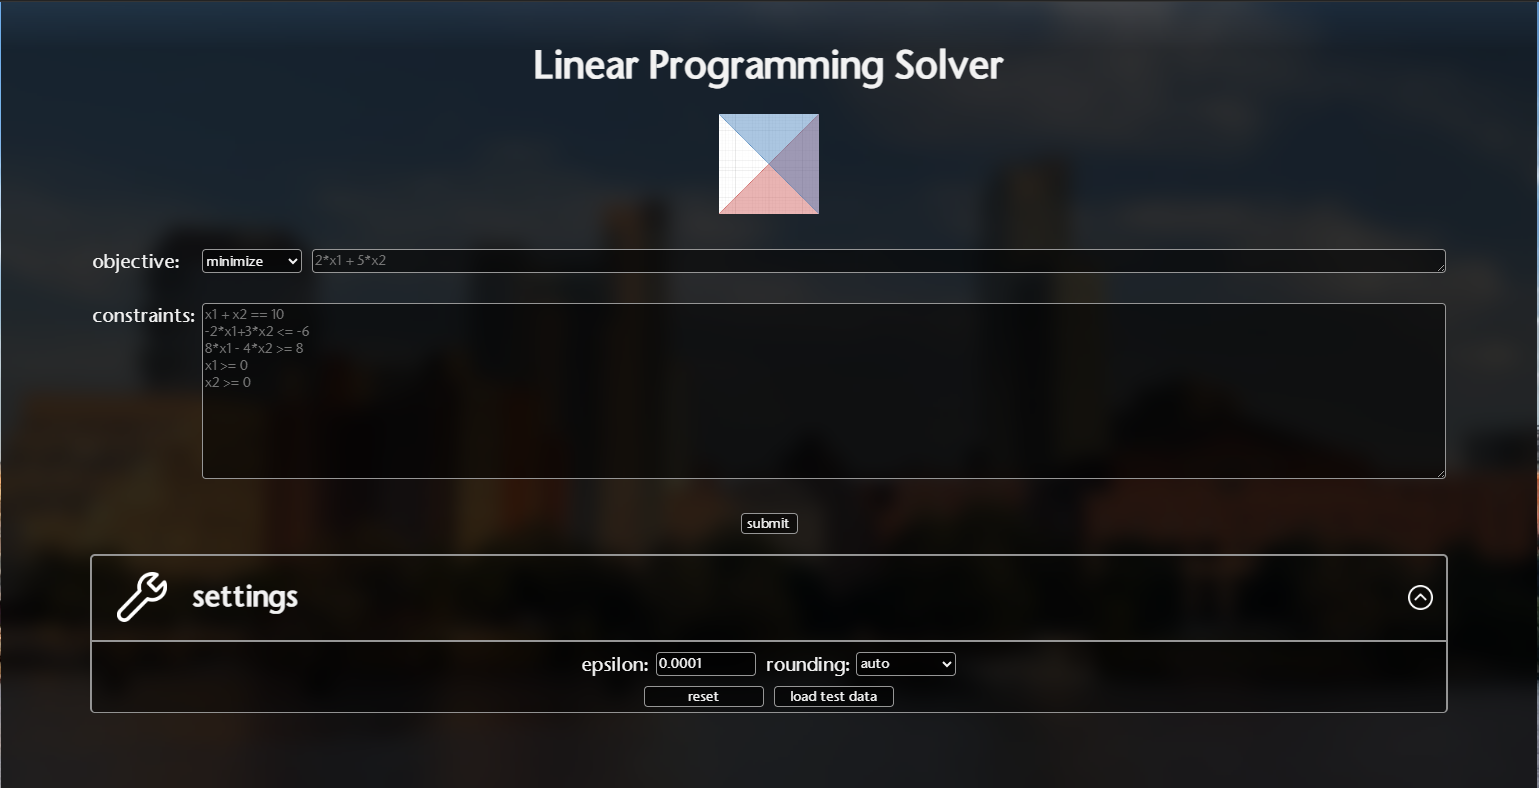 Linear Programming Solver
objective: minimize 2*x1 + 5*x2
constraints: x1 + x2 == 10
-2*x1+3*x2 <= -6
8*x1 - 4*x2 >= 8
x1 >= 0
x2 >= 0
submit
settings
epsilon: 0.0001 rounding: auto
reset load test data